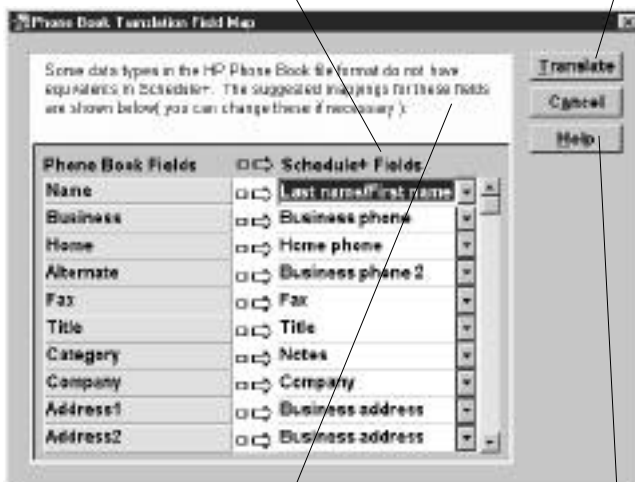 Phone Book Translation Field Map
Some data types in the HP Phone Book file format do not have
equivalents in Schedule+. The suggested mappings for these fields
are shown below( you can change these if necessary ):
Translate
Cancel
Help
Phone Book Fields Schedule+ Fields
Name Last name/First name
Business Business phone
Home Home phone
Alternate Business phone 2
Fax Fax
Title Title
Category Notes
Company Company
Address1 Business address
Address2 Business address